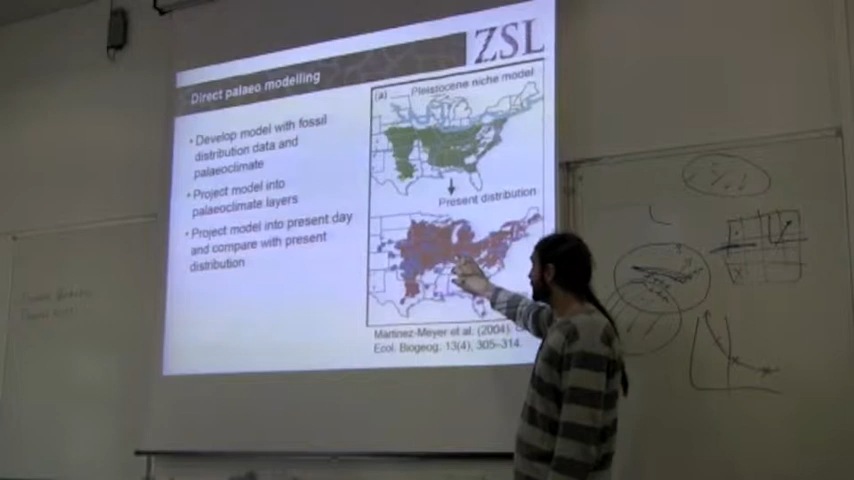 ZSL
Direct palaeo modelling
• Develop model with fossil
distribution data and
palaeoclimate
• Project model into
palaeoclimate layers
• Project model into present day
and compare with present
distribution
(a)
Pleistocene niche model
Present distribution
Martinez-Meyer et al. (2004)
Ecol. Biogeog. 13(4), 305-314.